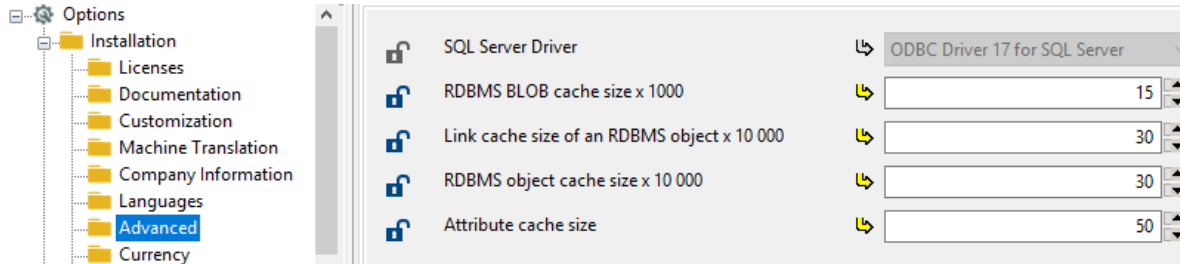 Options
Installation
Licenses
Documentation
Customization
Machine Translation
Company Information
Languages
Advanced
Currency
SQL Server Driver ODBC Driver 17 for SQL Server
RDBMS BLOB cache size x 1000 15
Link cache size of an RDBMS object x 10 000 30
RDBMS object cache size x 10 000 30
Attribute cache size 50